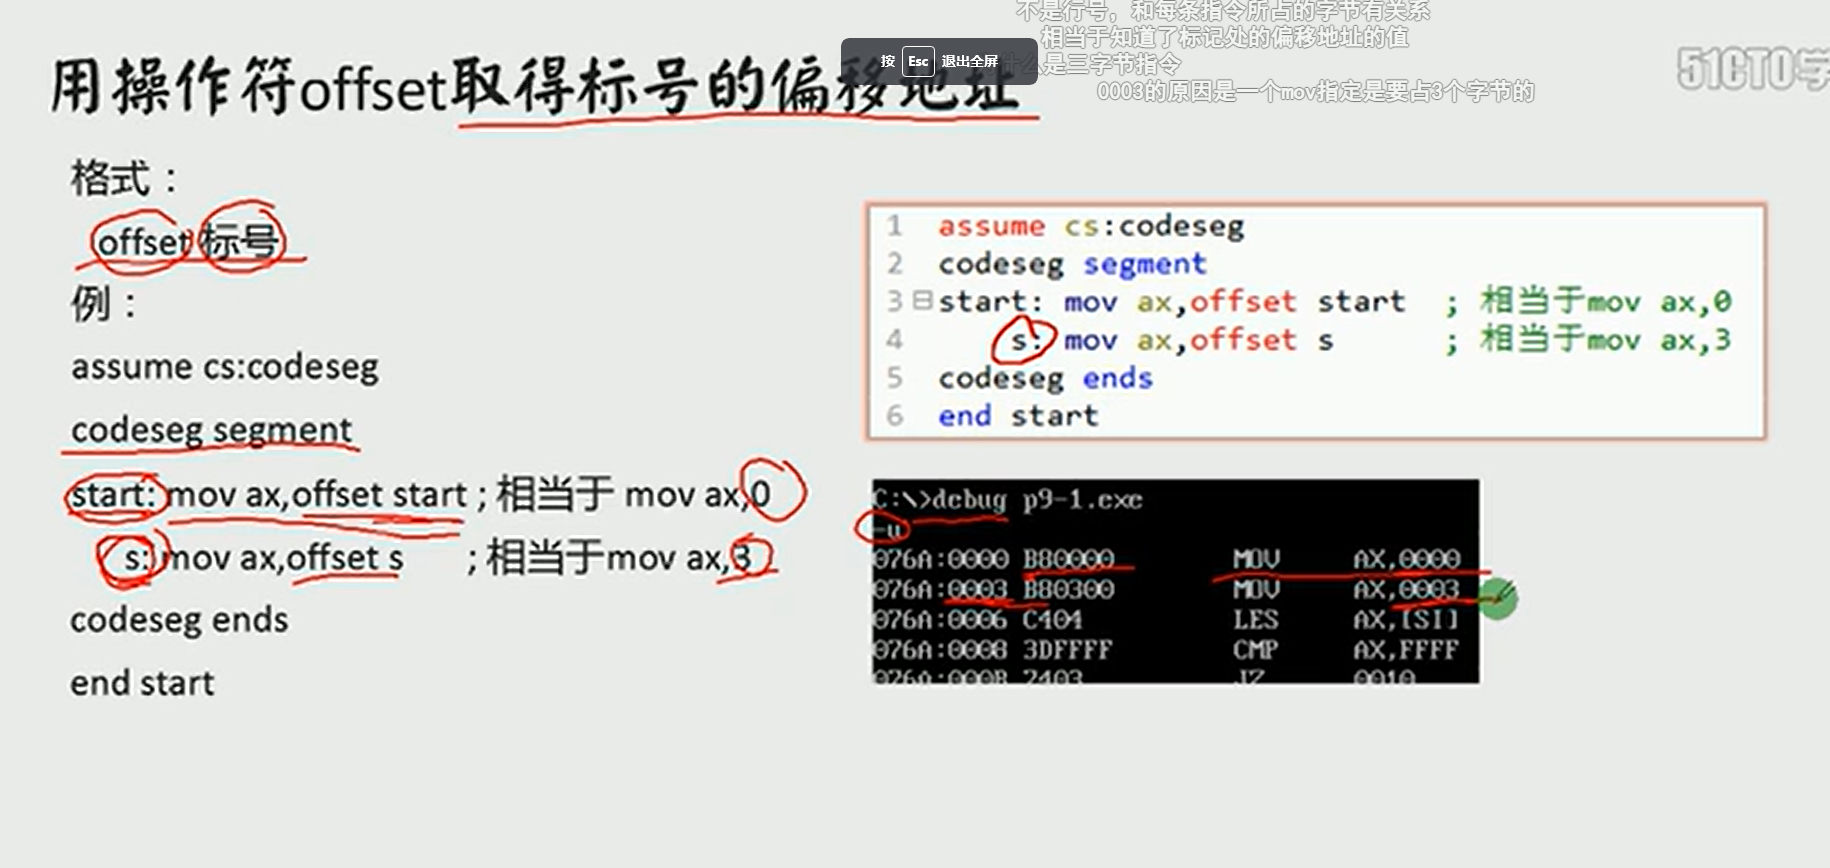 不是行号，和每条指令所占的字节有关系
相当于知道了标记处的偏移地址的值
按 Esc 退出全屏
么是三字节指令
0003的原因是一个mov指定是要占3个字节的
51CTO学
用操作符offset取得标号的偏移地址
格式：
offset 标号
例：
assume cs:codeseg
codeseg segment
start: mov ax,offset start ; 相当于 mov ax,0
s: mov ax,offset s ; 相当于mov ax,3
codeseg ends
end start
1 assume cs:codeseg
2 codeseg segment
3 start: mov ax,offset start ; 相当于mov ax,0
4 s: mov ax,offset s ; 相当于mov ax,3
5 codeseg ends
6 end start
C:\>debug p9-1.exe
-u
076A:0000 B80000 MOV AX,0000
076A:0003 B80300 MOV AX,0003
076A:0006 C404 LES AX,[SI]
076A:0008 3DFFFF CMP AX,FFFF
076A:000B 7403 JZ 0010